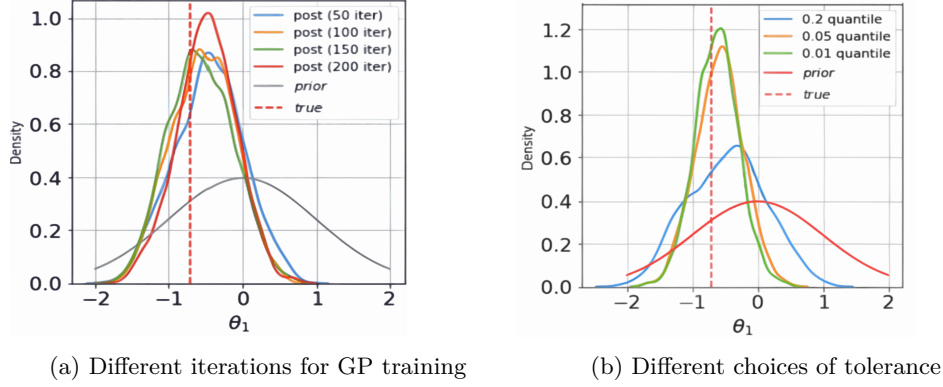 post (50 iter)
post (100 iter)
post (150 iter)
post (200 iter)
prior
true
Density
1.0
0.8
0.6
0.4
0.2
0.0
−2 −1 0 1 2
θ1
(a) Different iterations for GP training
0.2 quantile
0.05 quantile
0.01 quantile
prior
true
Density
1.2
1.0
0.8
0.6
0.4
0.2
0.0
−2 −1 0 1 2
θ1
(b) Different choices of tolerance